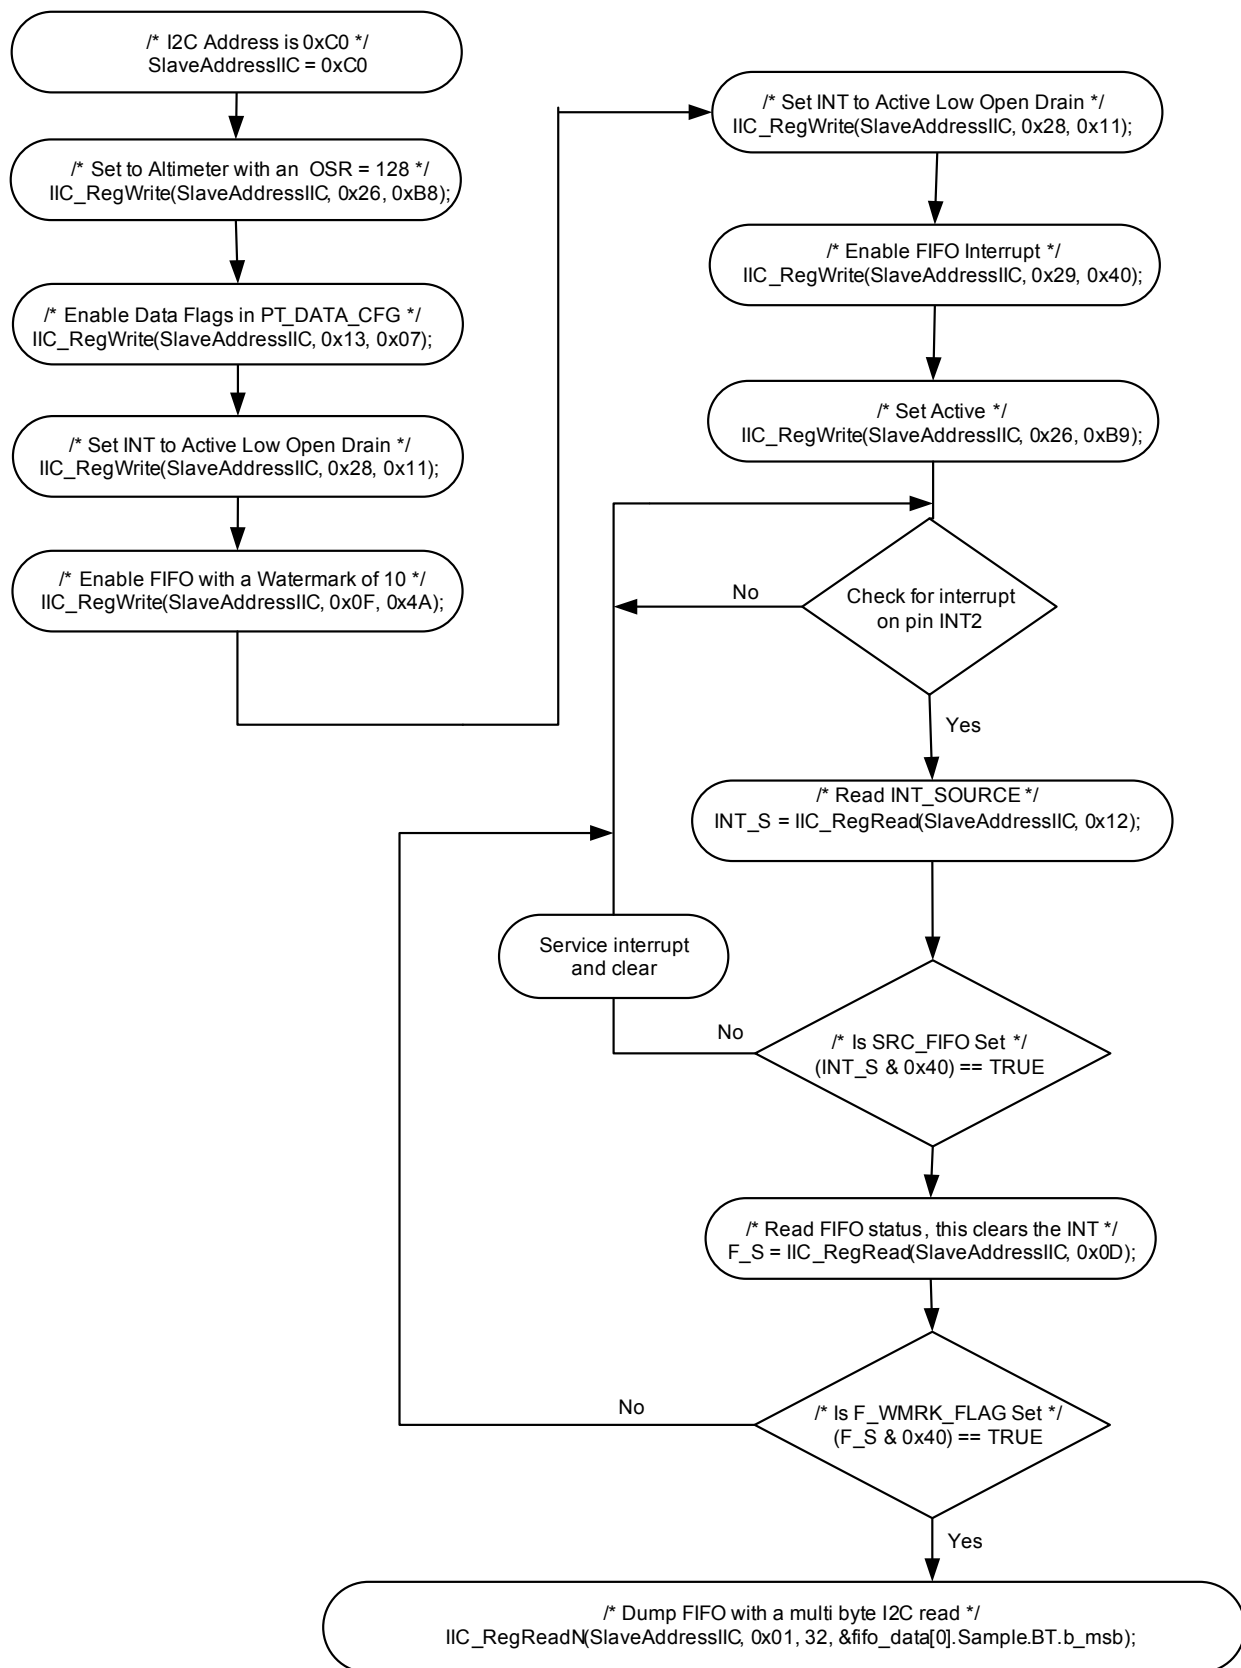 /* I2C Address is 0xC0 */
SlaveAddressIIC = 0xC0
/* Set to Altimeter with an OSR = 128 */
IIC_RegWrite(SlaveAddressIIC, 0x26, 0xB8);
/* Enable Data Flags in PT_DATA_CFG */
IIC_RegWrite(SlaveAddressIIC, 0x13, 0x07);
/* Set INT to Active Low Open Drain */
IIC_RegWrite(SlaveAddressIIC, 0x28, 0x11);
/* Enable FIFO with a Watermark of 10 */
IIC_RegWrite(SlaveAddressIIC, 0x0F, 0x4A);
/* Set INT to Active Low Open Drain */
IIC_RegWrite(SlaveAddressIIC, 0x28, 0x11);
/* Enable FIFO Interrupt */
IIC_RegWrite(SlaveAddressIIC, 0x29, 0x40);
/* Set Active */
IIC_RegWrite(SlaveAddressIIC, 0x26, 0xB9);
No
Check for interrupt
on pin INT2
Yes
/* Read INT_SOURCE */
INT_S = IIC_RegRead(SlaveAddressIIC, 0x12);
Service interrupt
and clear
No
/* Is SRC_FIFO Set */
(INT_S & 0x40) == TRUE
/* Read FIFO status, this clears the INT */
F_S = IIC_RegRead(SlaveAddressIIC, 0x0D);
No
/* Is F_WMRK_FLAG Set */
(F_S & 0x40) == TRUE
Yes
/* Dump FIFO with a multi byte I2C read */
IIC_RegReadN(SlaveAddressIIC, 0x01, 32, &fifo_data[0].Sample.BT.b_msb);